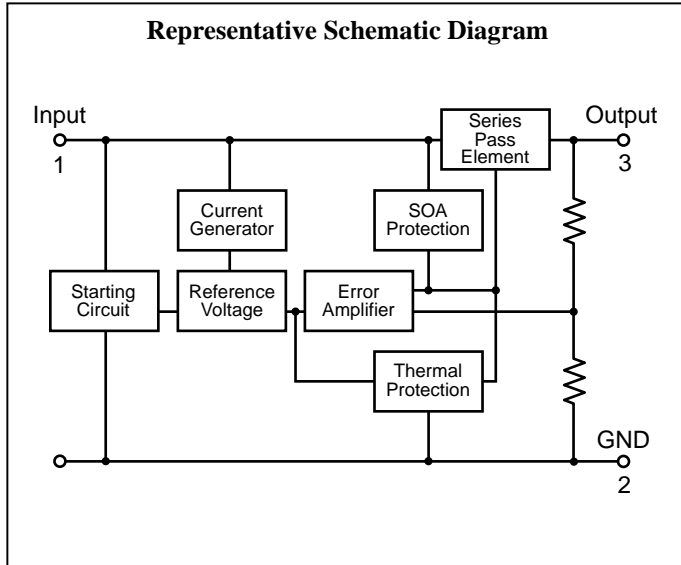 Representative Schematic Diagram
Input
1
Series
Pass
Element
Output
3
Current
Generator
SOA
Protection
Starting
Circuit
Reference
Voltage
Error
Amplifier
Thermal
Protection
GND
2